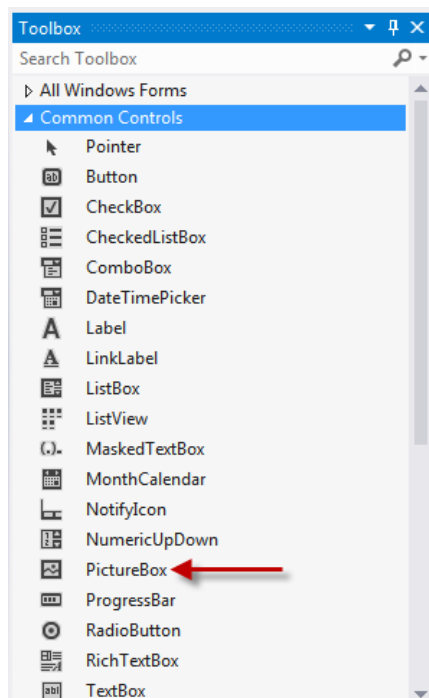 Toolbox
Search Toolbox
All Windows Forms
Common Controls
Pointer
Button
CheckBox
CheckedListBox
ComboBox
DateTimePicker
Label
LinkLabel
ListBox
ListView
MaskedTextBox
MonthCalendar
NotifyIcon
NumericUpDown
PictureBox
ProgressBar
RadioButton
RichTextBox
TextBox